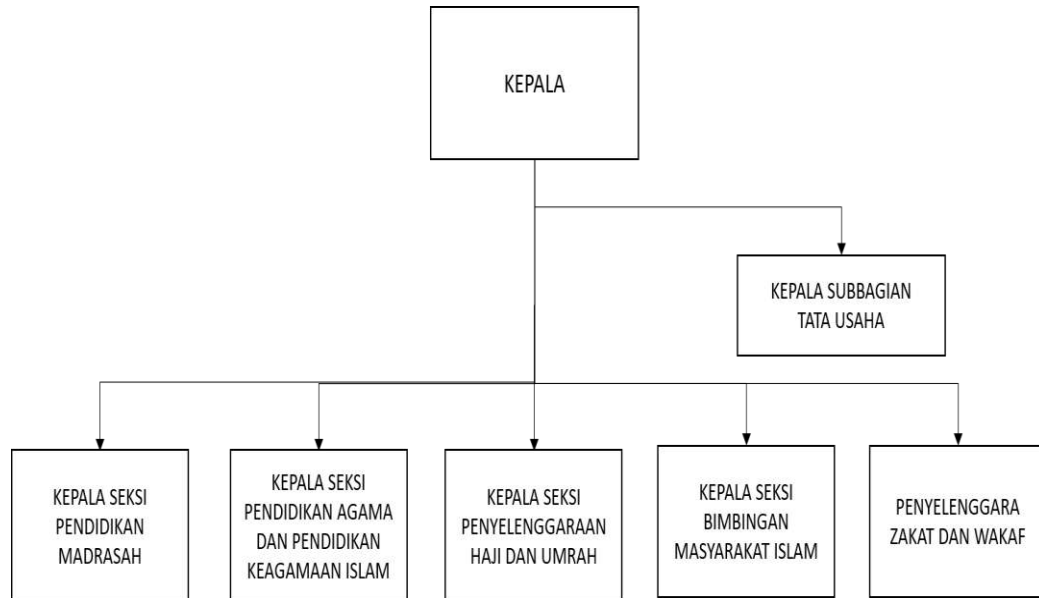 KEPALA
KEPALA SUBBAGIAN
TATA USAHA
KEPALA SEKSI
PENDIDIKAN
MADRASAH
KEPALA SEKSI
PENDIDIKAN AGAMA
DAN PENDIDIKAN
KEAGAMAAN ISLAM
KEPALA SEKSI
PENYELENGGARAAN
HAJI DAN UMRAH
KEPALA SEKSI
BIMBINGAN
MASYARAKAT ISLAM
PENYELENGGARA
ZAKAT DAN WAKAF